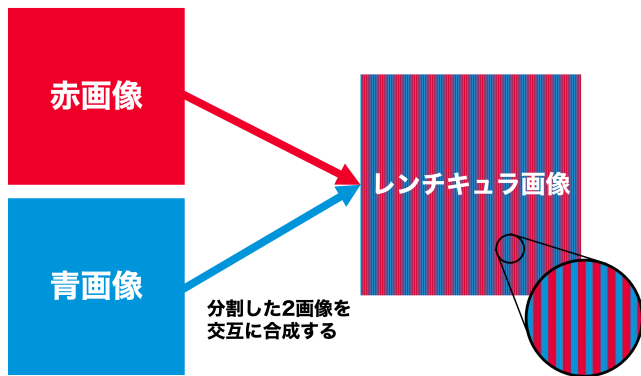 赤画像
青画像
レンチキュラ画像
分割した2画像を
交互に合成する